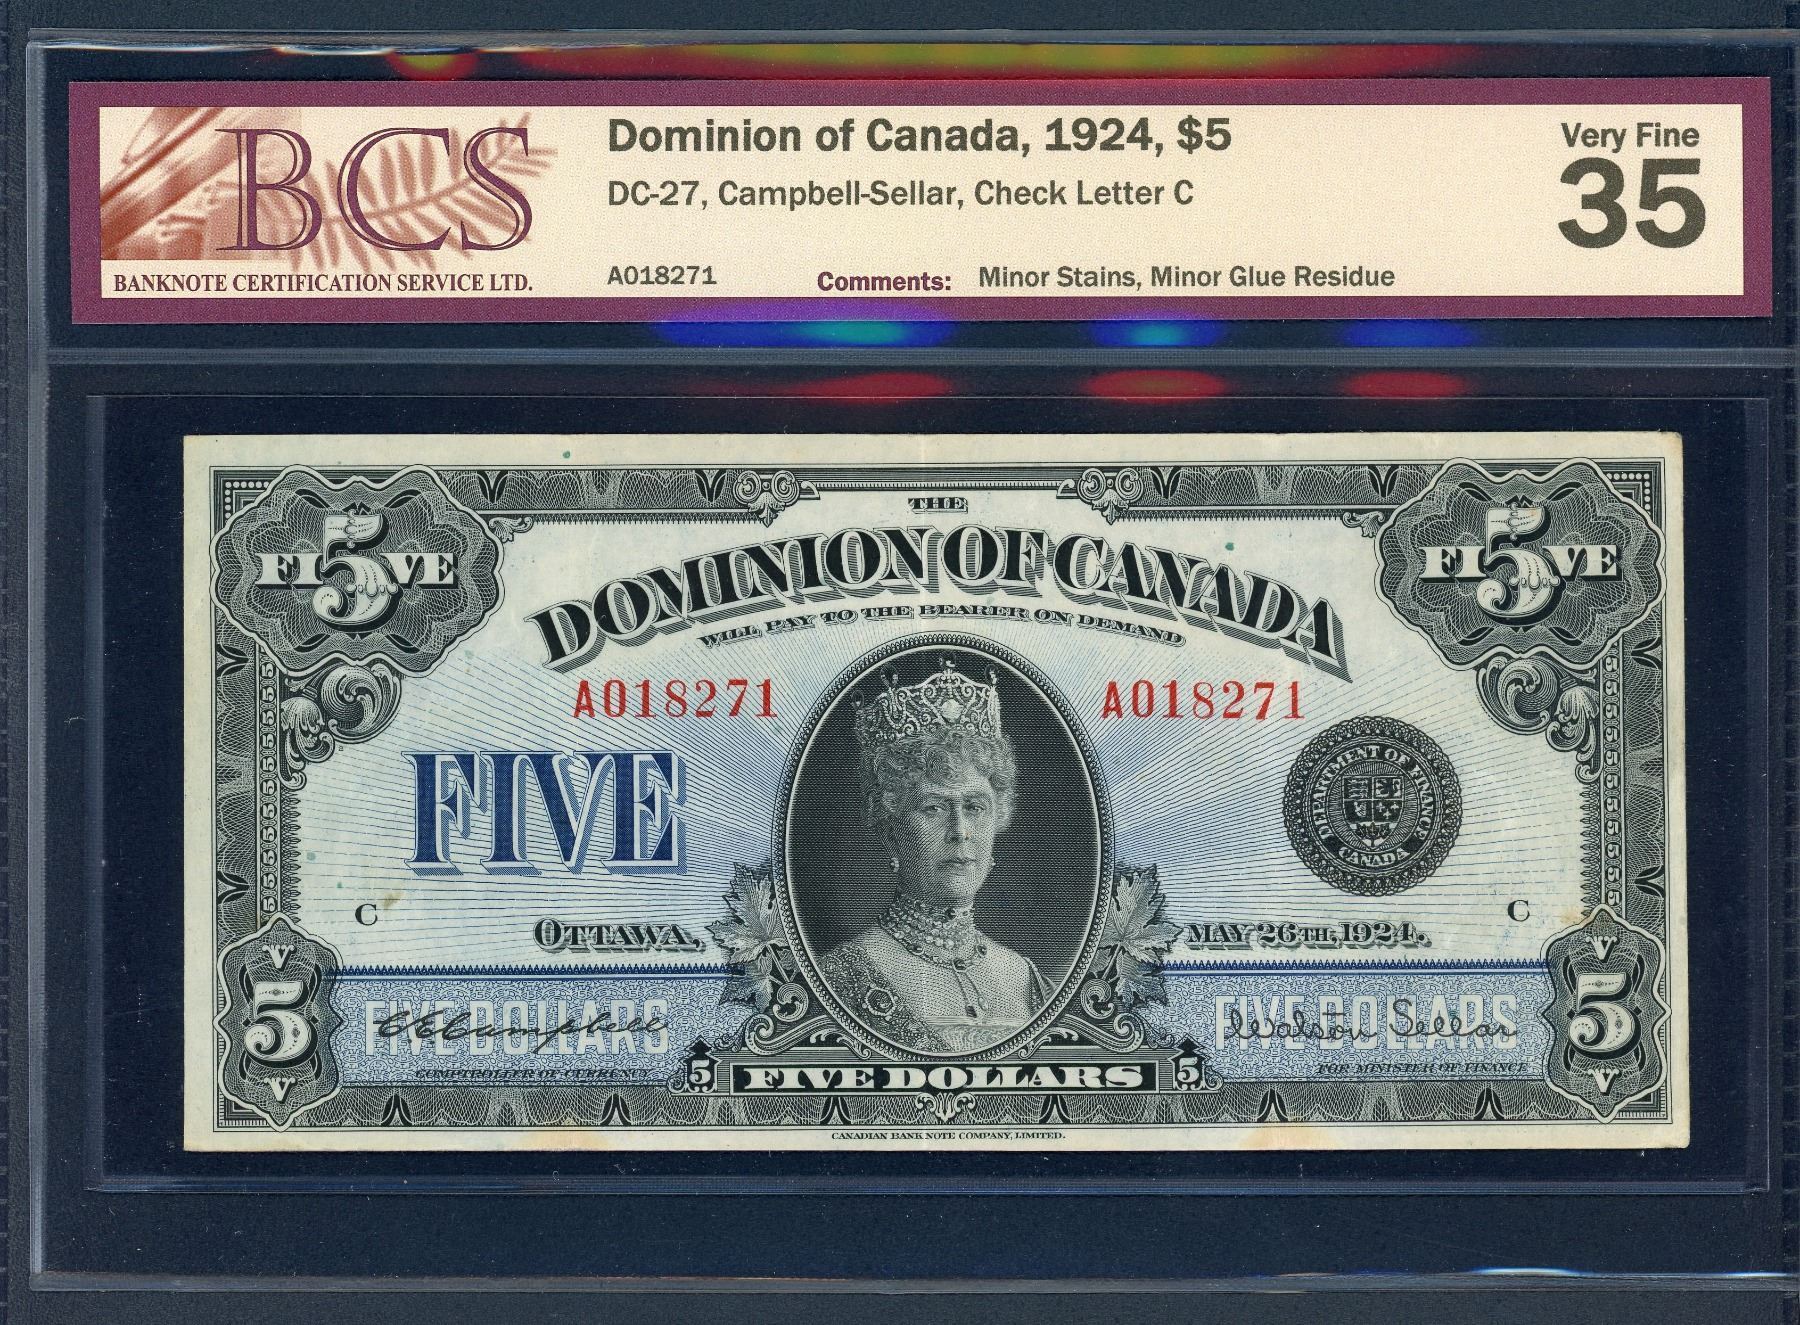 BCS
BANKNOTE CERTIFICATION SERVICE LTD.
Dominion of Canada, 1924, $5
DC-27, Campbell-Sellar, Check Letter C
A018271
Comments: Minor Stains, Minor Glue Residue
Very Fine
35
FIVE 5
THE
DOMINION OF CANADA
WILL PAY TO THE BEARER ON DEMAND
FIVE 5
A018271
A018271
FIVE
DEPARTMENT OF FINANCE
CANADA
C
C
OTTAWA,
MAY 26TH, 1924.
V
5
V
FIVE DOLLARS
C E Campbell
COMPTROLLER OF CURRENCY
5 FIVE DOLLARS 5
FIVE DOLLARS
Watson Sellar
FOR MINISTER OF FINANCE
V
5
V
CANADIAN BANK NOTE COMPANY, LIMITED.